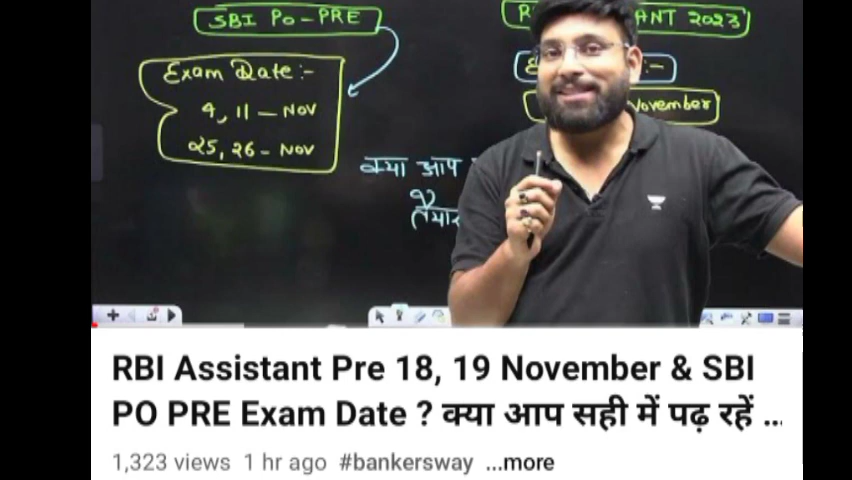 SBI PO - PRE
ANT 2023
Exam Date :-
4, 11 - NOV
November
25, 26 - NOV
क्या आप
तैयार
RBI Assistant Pre 18, 19 November & SBI
PO PRE Exam Date ? क्या आप सही में पढ़ रहें ...
1,323 views 1 hr ago #bankersway ...more